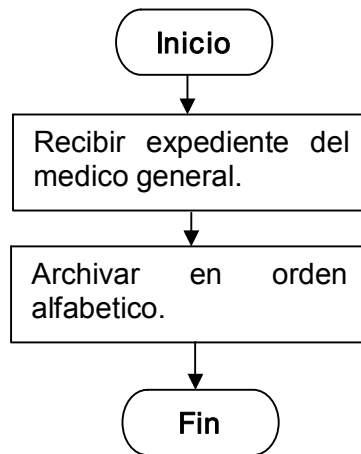 Inicio
Recibir expediente del
medico general.
Archivar en orden
alfabetico.
Fin